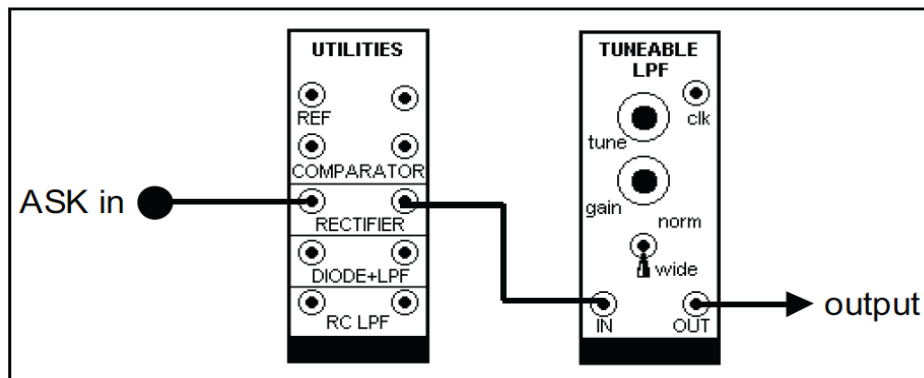 UTILITIES
REF
COMPARATOR
RECTIFIER
DIODE+LPF
RC LPF
ASK in
TUNEABLE
LPF
clk
tune
gain
norm
wide
IN OUT
output